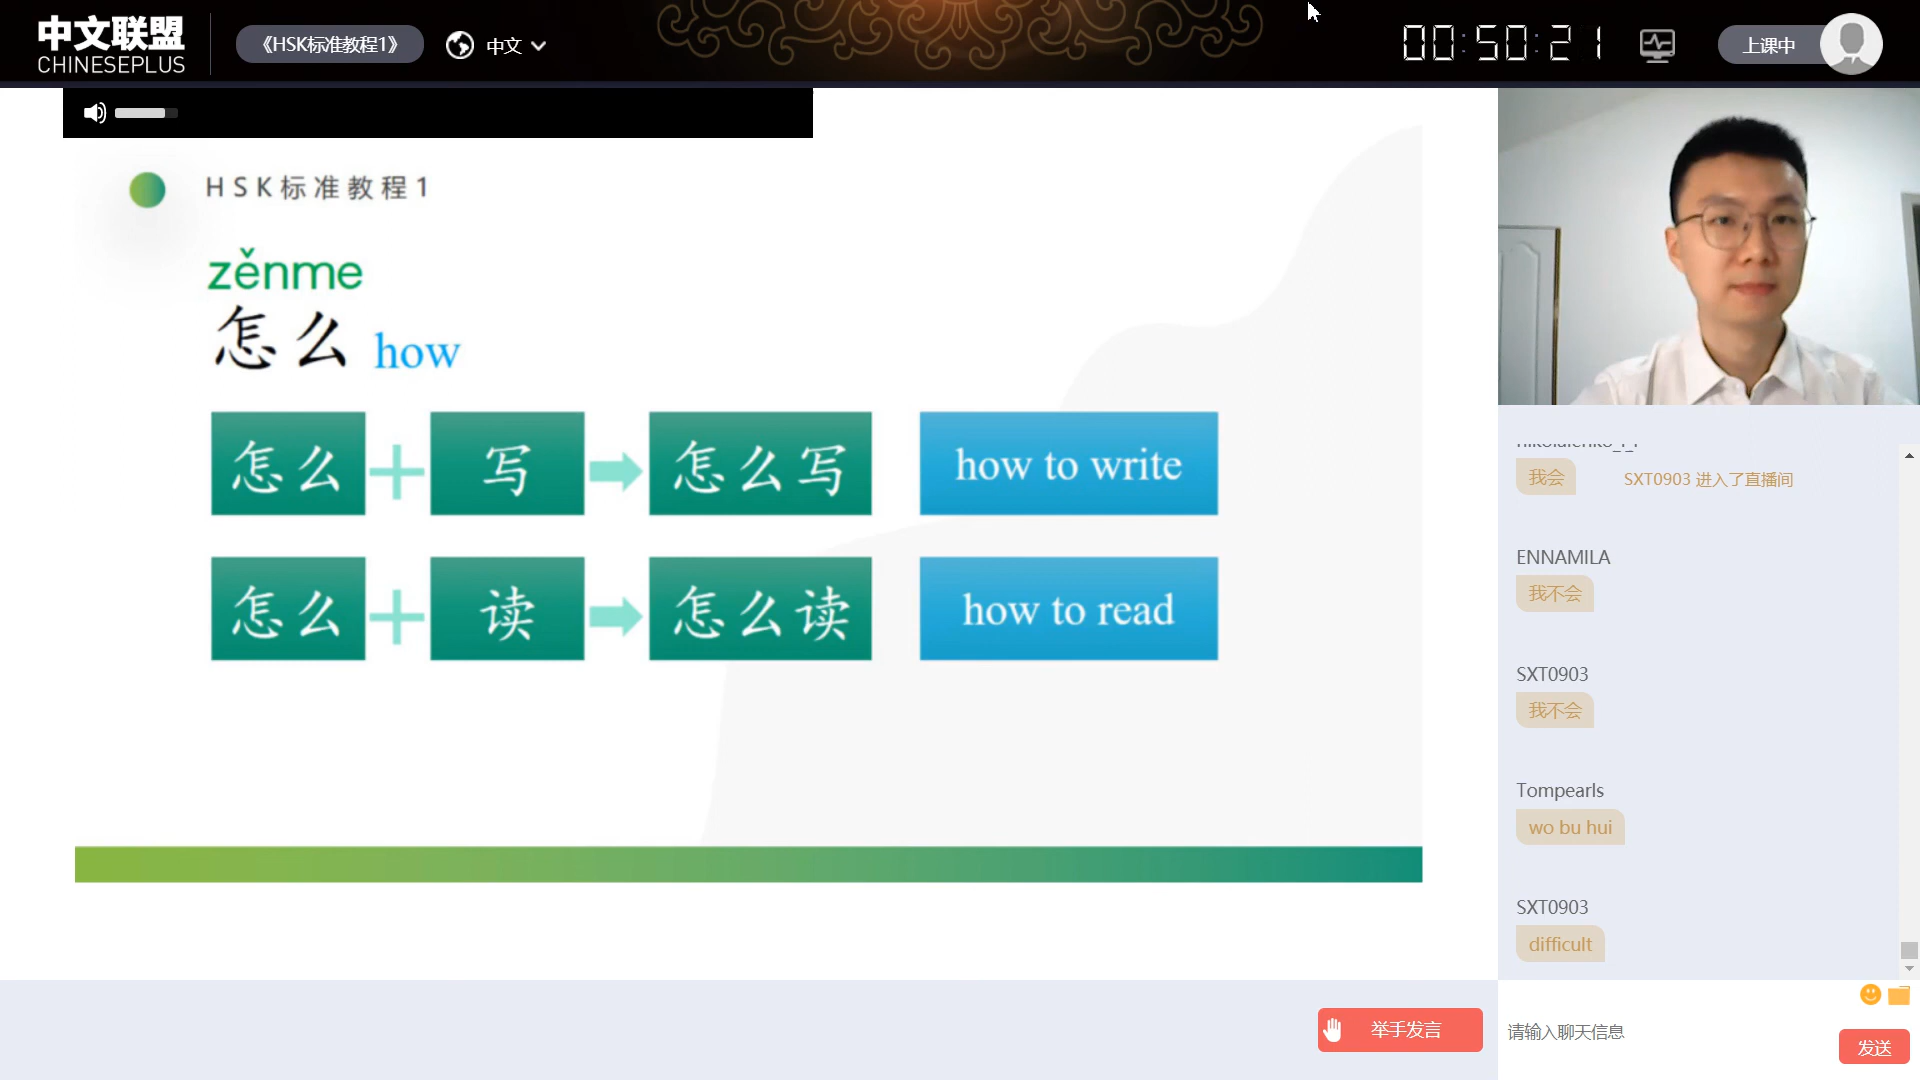 中文联盟
CHINESEPLUS
《HSK标准教程1》
中文
00:50:21
上课中
HSK标准教程1
zěnme
怎么 how
怎么 + 写 怎么写 how to write
怎么 + 读 怎么读 how to read
我会
SXT0903 进入了直播间
ENNAMILA
我不会
SXT0903
我不会
Tompearls
wo bu hui
SXT0903
difficult
举手发言
请输入聊天信息
发送